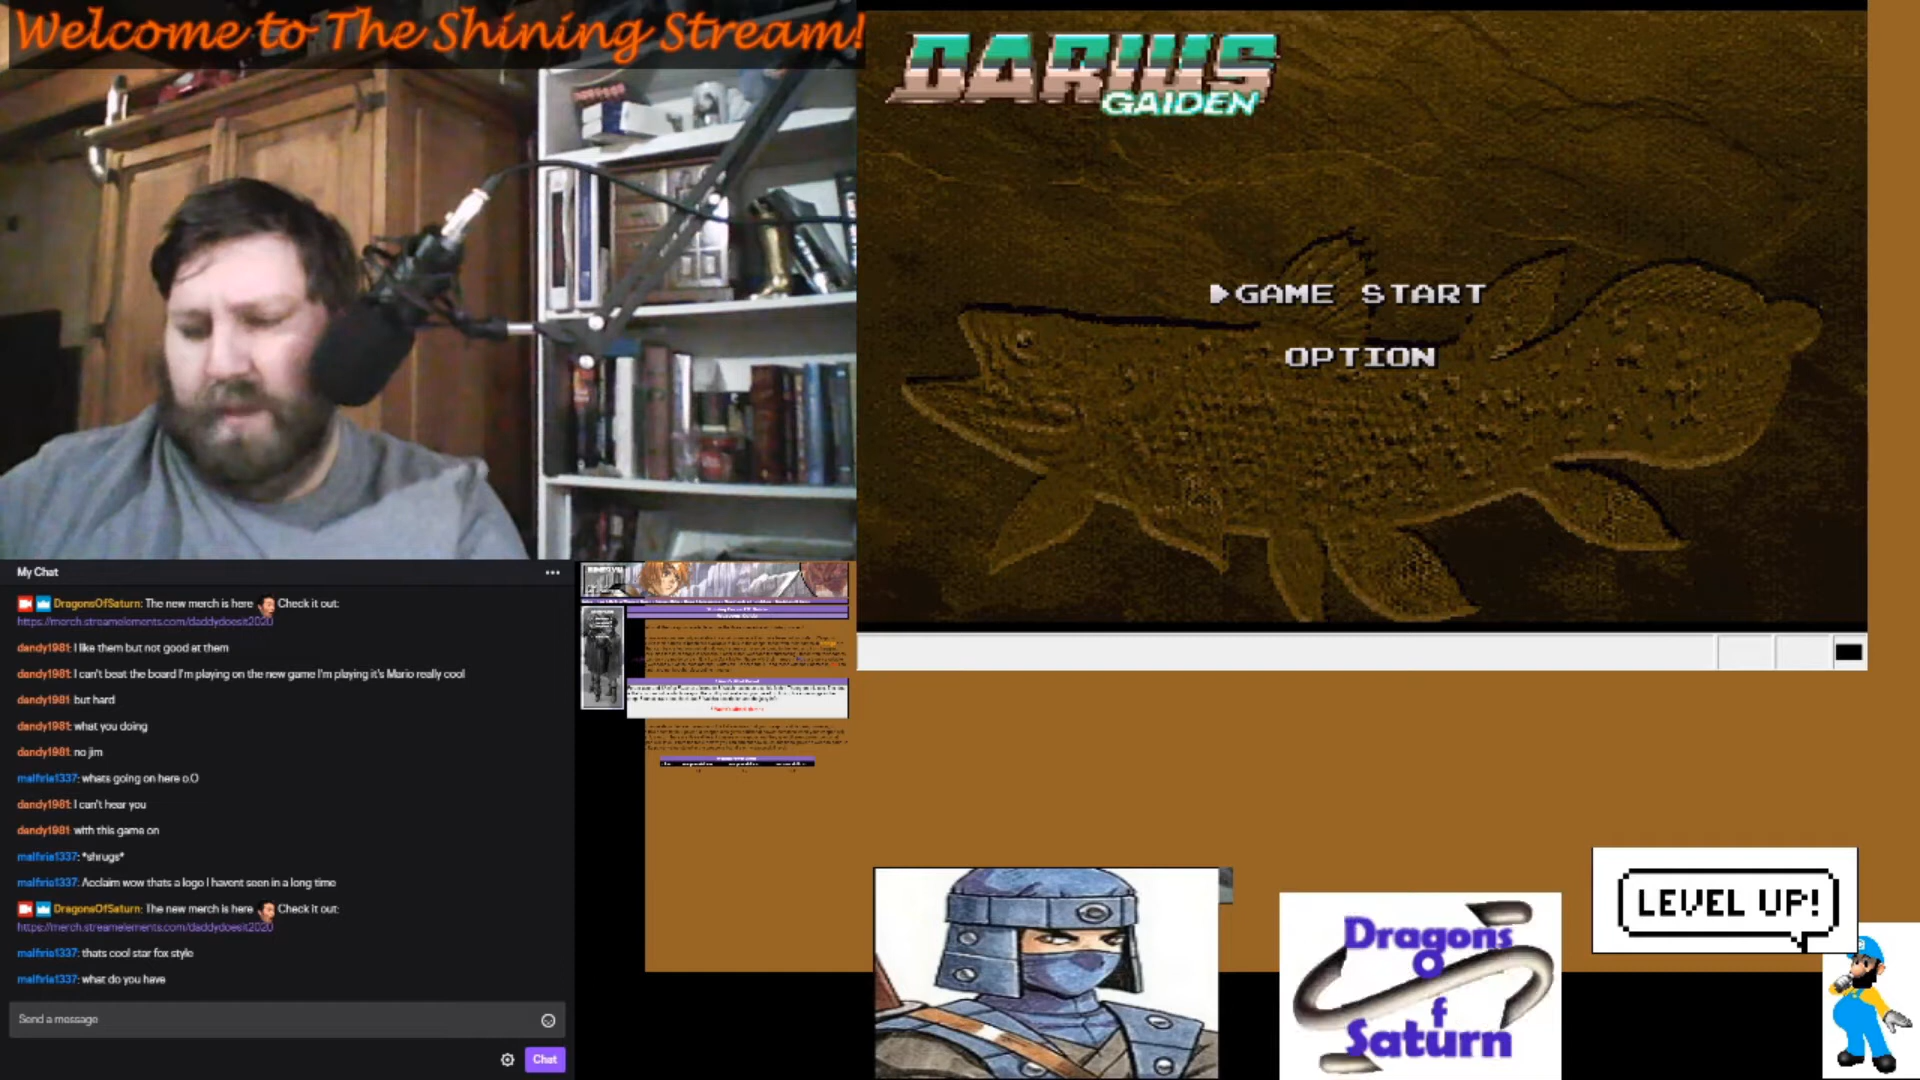 Welcome to The Shining Stream!
DARIUS
GAIDEN
GAME START
OPTION
My Chat
DragonsOfSaturn: The new merch is here Check it out:
https://merch.streamelements.com/daddydoesit2020
dandy1981: I like them but not good at them
dandy1981: I can't beat the board I'm playing on the new game I'm playing it's Mario really cool
dandy1981: but hard
dandy1981: what you doing
dandy1981: no jim
malfria1337: whats going on here o.O
dandy1981: I can't hear you
dandy1981: with this game on
malfria1337: *shrugs*
malfria1337: Acclaim wow thats a logo I havent seen in a long time
DragonsOfSaturn: The new merch is here Check it out:
https://merch.streamelements.com/daddydoesit2020
malfria1337: thats cool star fox style
malfria1337: what do you have
Send a message
Chat
Dragons
O
f
Saturn
LEVEL UP!